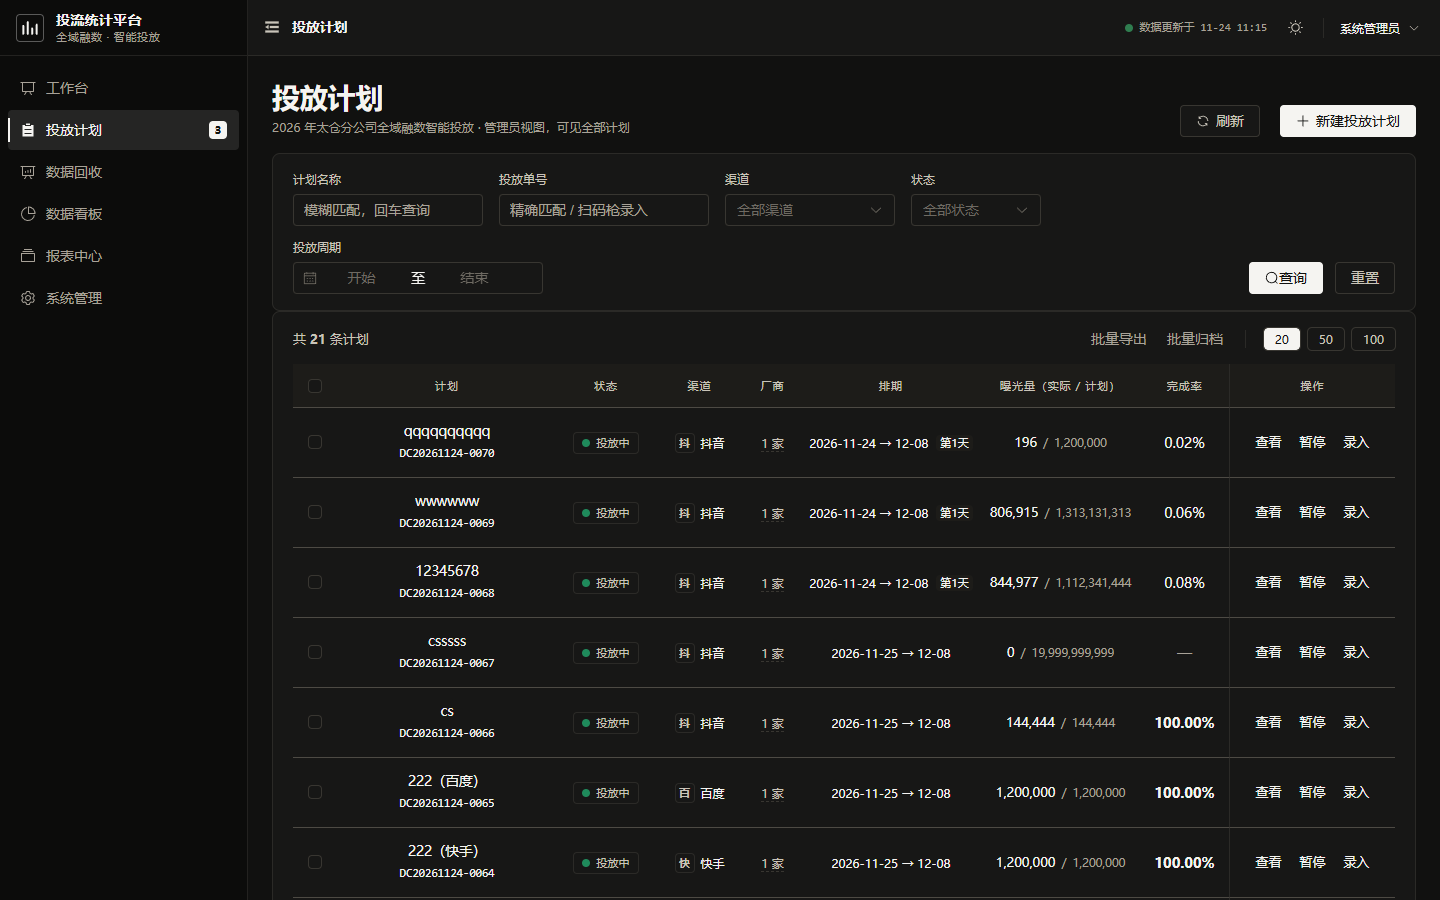 投流统计平台
全域融数 · 智能投放
投放计划
数据更新于 11-24 11:15
系统管理员
工作台
投放计划 3
数据回收
数据看板
报表中心
系统管理
投放计划
2026 年太仓分公司全域融数智能投放 · 管理员视图，可见全部计划
刷新
新建投放计划
计划名称 投放单号 渠道 状态
模糊匹配，回车查询 精确匹配 / 扫码枪录入 全部渠道 全部状态
投放周期
开始 至 结束
查询 重置
共 21 条计划 批量导出 批量归档 20 50 100
计划 状态 渠道 厂商 排期 曝光量（实际 / 计划） 完成率 操作
qqqqqqqqqq
DC20261124-0070
投放中 抖 抖音 1 家 2026-11-24 → 12-08 第1天 196 / 1,200,000 0.02% 查看 暂停 录入
wwwwww
DC20261124-0069
投放中 抖 抖音 1 家 2026-11-24 → 12-08 第1天 806,915 / 1,313,131,313 0.06% 查看 暂停 录入
12345678
DC20261124-0068
投放中 抖 抖音 1 家 2026-11-24 → 12-08 第1天 844,977 / 1,112,341,444 0.08% 查看 暂停 录入
csssss
DC20261124-0067
投放中 抖 抖音 1 家 2026-11-25 → 12-08 0 / 19,999,999,999 — 查看 暂停 录入
cs
DC20261124-0066
投放中 抖 抖音 1 家 2026-11-25 → 12-08 144,444 / 144,444 100.00% 查看 暂停 录入
222（百度）
DC20261124-0065
投放中 百 百度 1 家 2026-11-25 → 12-08 1,200,000 / 1,200,000 100.00% 查看 暂停 录入
222（快手）
DC20261124-0064
投放中 快 快手 1 家 2026-11-25 → 12-08 1,200,000 / 1,200,000 100.00% 查看 暂停 录入